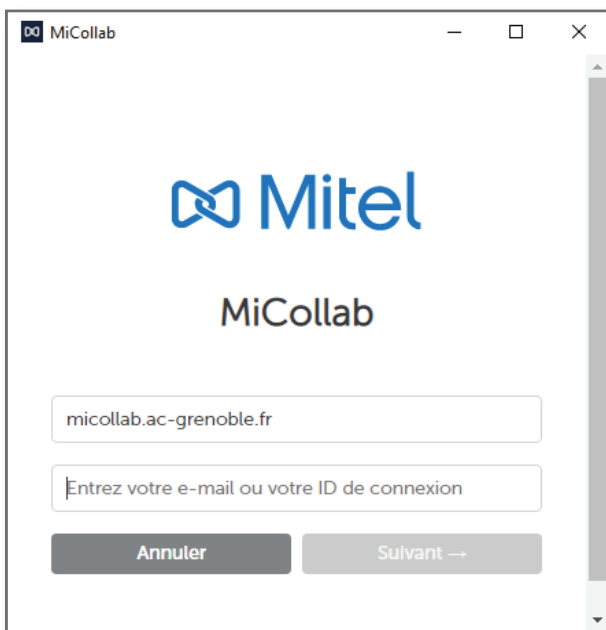 MiCollab
Mitel
MiCollab
micollab.ac-grenoble.fr
Entrez votre e-mail ou votre ID de connexion
Annuler
Suivant →